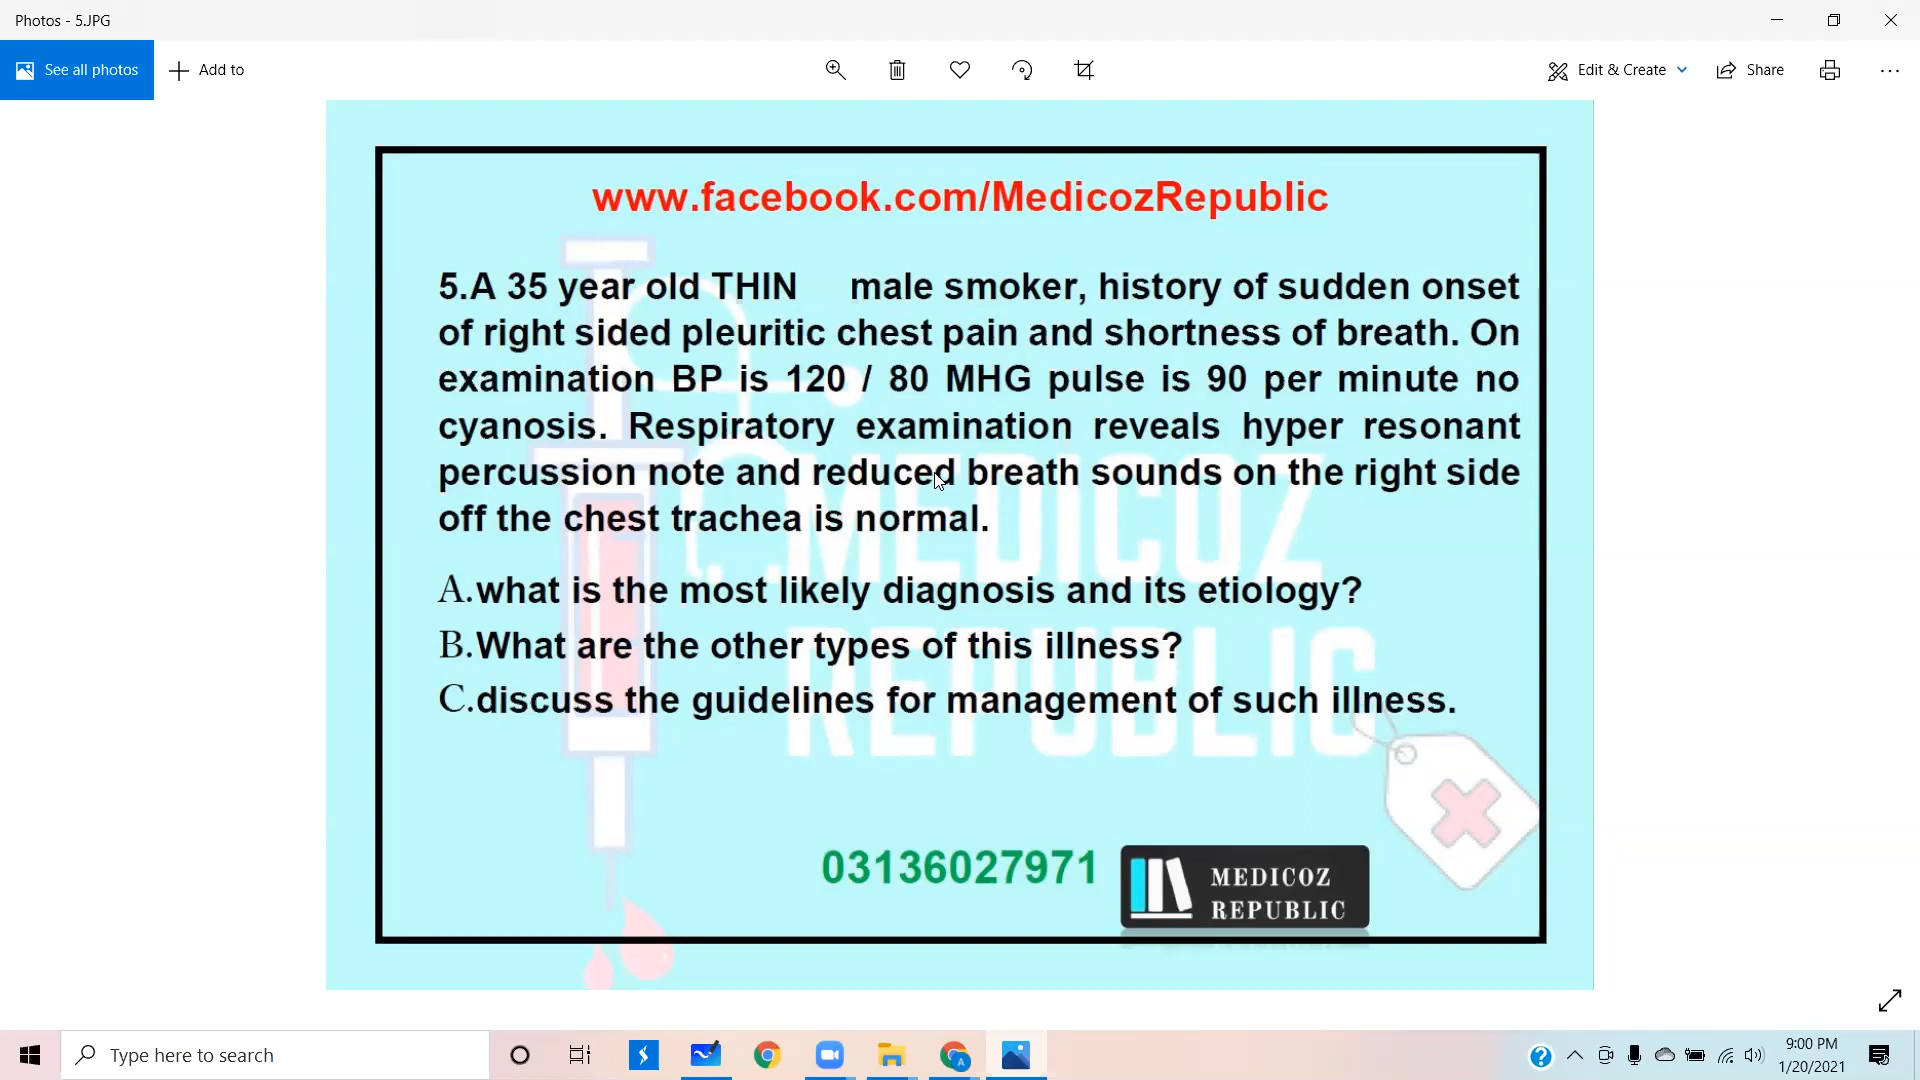 Photos - 5.JPG
See all photos
Add to
Edit & Create
Share
www.facebook.com/MedicozRepublic
5.A 35 year old THIN male smoker, history of sudden onset
of right sided pleuritic chest pain and shortness of breath. On
examination BP is 120 / 80 MHG pulse is 90 per minute no
cyanosis. Respiratory examination reveals hyper resonant
percussion note and reduced breath sounds on the right side
off the chest trachea is normal.
A.what is the most likely diagnosis and its etiology?
B.What are the other types of this illness?
C.discuss the guidelines for management of such illness.
MEDICOZ
REPUBLIC
03136027971
MEDICOZ
REPUBLIC
Type here to search
9:00 PM
1/20/2021